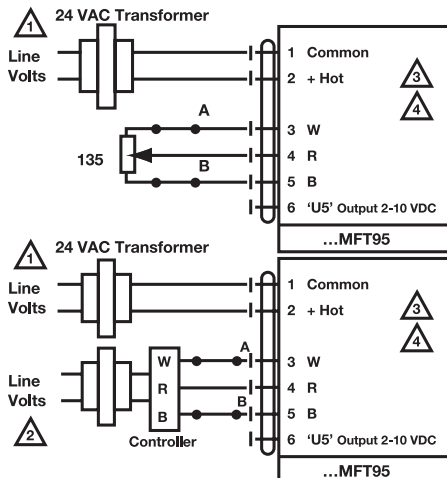 1 24 VAC Transformer
Line
Volts
1 Common
2 + Hot
3
4
A
3 W
135
4 R
B
5 B
6 'U5' Output 2-10 VDC
...MFT95
1 24 VAC Transformer
Line
Volts
1 Common
2 + Hot
3
4
W
A
3 W
Line
Volts
R
4 R
B
B
5 B
2
Controller
6 'U5' Output 2-10 VDC
...MFT95